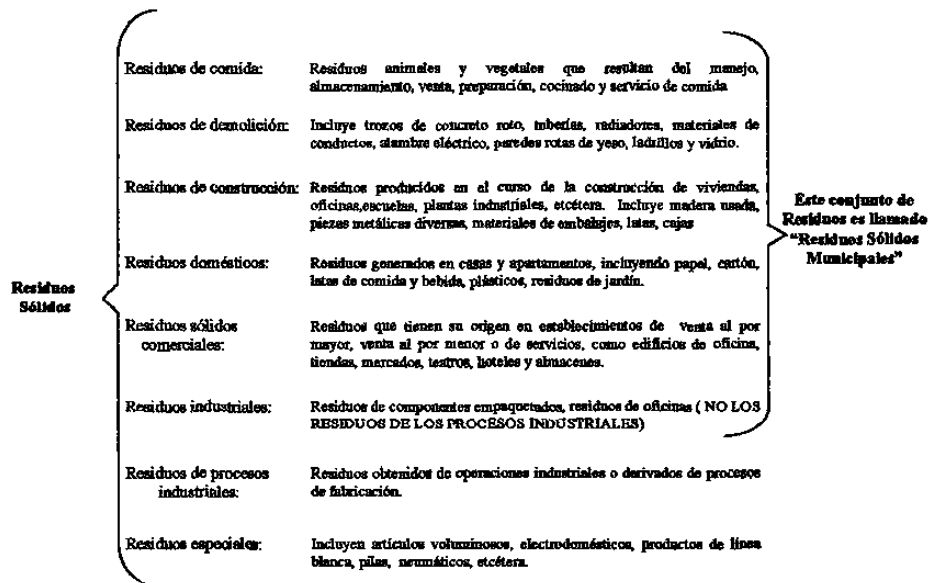 Residuos de comida: Residuos animales y vegetales que resultan del manejo,
almacenamiento, venta, preparación, cocinado y servicio de comida
Residuos de demolición: Incluye trozos de concreto roto, tuberías, radiadores, materiales de
conductos, alambre eléctrico, paredes rotas de yeso, ladrillos y vidrio.
Residuos de construcción: Residuos producidos en el curso de la construcción de viviendas,
oficinas,escuelas, plantas industriales, etcétera. Incluye madera usada,
piezas metálicas diversas, materiales de embalajes, latas, cajas
Este conjunto de
Residuos es llamado
“Residuos Sólidos
Municipales”
Residuos domésticos: Residuos generados en casas y apartamentos, incluyendo papel, cartón,
latas de comida y bebida, plásticos, residuos de jardín.
Residuos
Sólidos
Residuos sólidos
comerciales:
Residuos que tienen su origen en establecimientos de venta al por
mayor, venta al por menor o de servicios, como edificios de oficina,
tiendas, mercados, teatros, hoteles y almacenes.
Residuos industriales: Residuos de componentes empaquetados, residuos de oficinas ( NO LOS
RESIDUOS DE LOS PROCESOS INDUSTRIALES)
Residuos de procesos
industriales:
Residuos obtenidos de operaciones industriales o derivados de procesos
de fabricación.
Residuos especiales: Incluyen artículos voluminosos, electrodomésticos, productos de línea
blanca, pilas, neumáticos, etcétera.